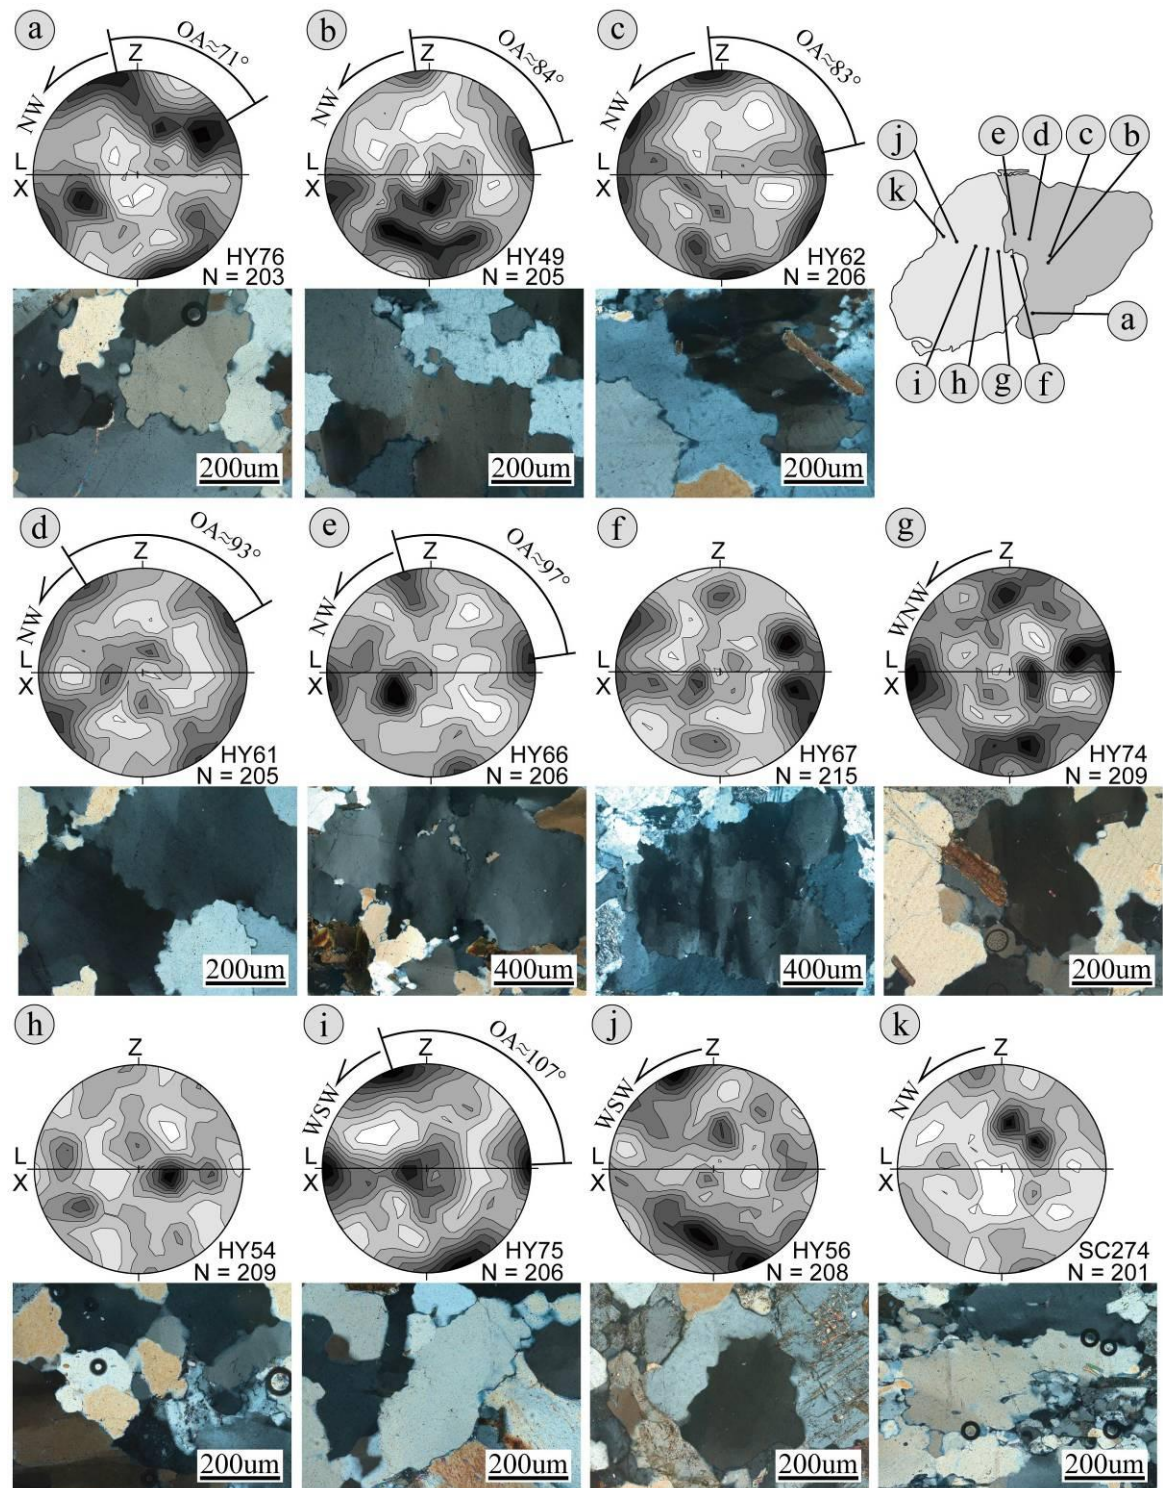 a
OA≈71°
Z
NW
L
X
HY76
N = 203
200um
b
OA≈84°
Z
NW
L
X
HY49
N = 205
200um
c
OA≈83°
Z
NW
L
X
HY62
N = 206
200um
j
e
d
c
b
k
a
i
h
g
f
d
OA≈93°
Z
NW
L
X
HY61
N = 205
200um
e
OA≈97°
Z
NW
L
X
HY66
N = 206
400um
f
Z
L
X
HY67
N = 215
400um
g
Z
WNW
L
X
HY74
N = 209
200um
h
Z
L
X
HY54
N = 209
200um
i
OA≈107°
Z
WSW
L
X
HY75
N = 206
200um
j
Z
WSW
L
X
HY56
N = 208
200um
k
Z
NW
L
X
SC274
N = 201
200um